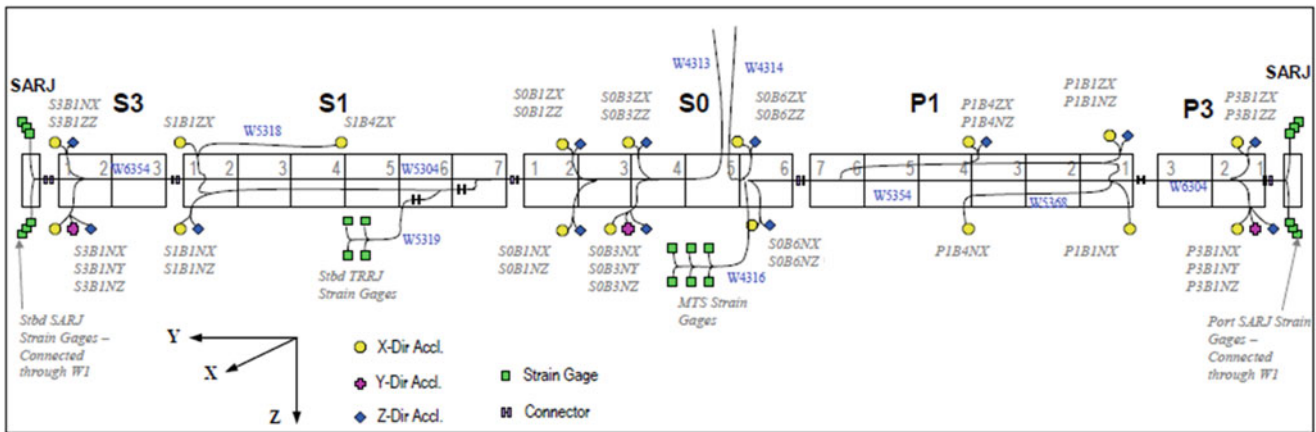 SARJ
S3
S1
S0
P1
P3
SARJ
W4313
W4314
S3B1NX
S3B1ZZ
S1B1ZX
W5318
S1B4ZX
S0B1ZX
S0B1ZZ
S0B3ZX
S0B3ZZ
S0B6ZX
S0B6ZZ
P1B4ZX
P1B4NZ
P1B1ZX
P1B1NZ
P3B1ZX
P3B1ZZ
1 2 3
W6354
1 2 3 4 5 6 7
W5304
1 2 3 4 5 6
7 6 5 4 3 2 1
W5354
W5368
3 2 1
W6304
S3B1NX
S3B1NY
S3B1NZ
S1B1NX
S1B1NZ
W5319
Stbd TRRJ
Strain Gages
S0B1NX
S0B1NZ
S0B3NX
S0B3NY
S0B3NZ
W4316
MTS Strain
Gages
S0B6NX
S0B6NZ
P1B4NX
P1B1NX
P3B1NX
P3B1NY
P3B1NZ
Stbd SARJ
Strain Gages –
Connected
through W1
Port SARJ Strain
Gages –
Connected
through W1
Y
X
Z
X-Dir Accl.
Y-Dir Accl.
Z-Dir Accl.
Strain Gage
Connector